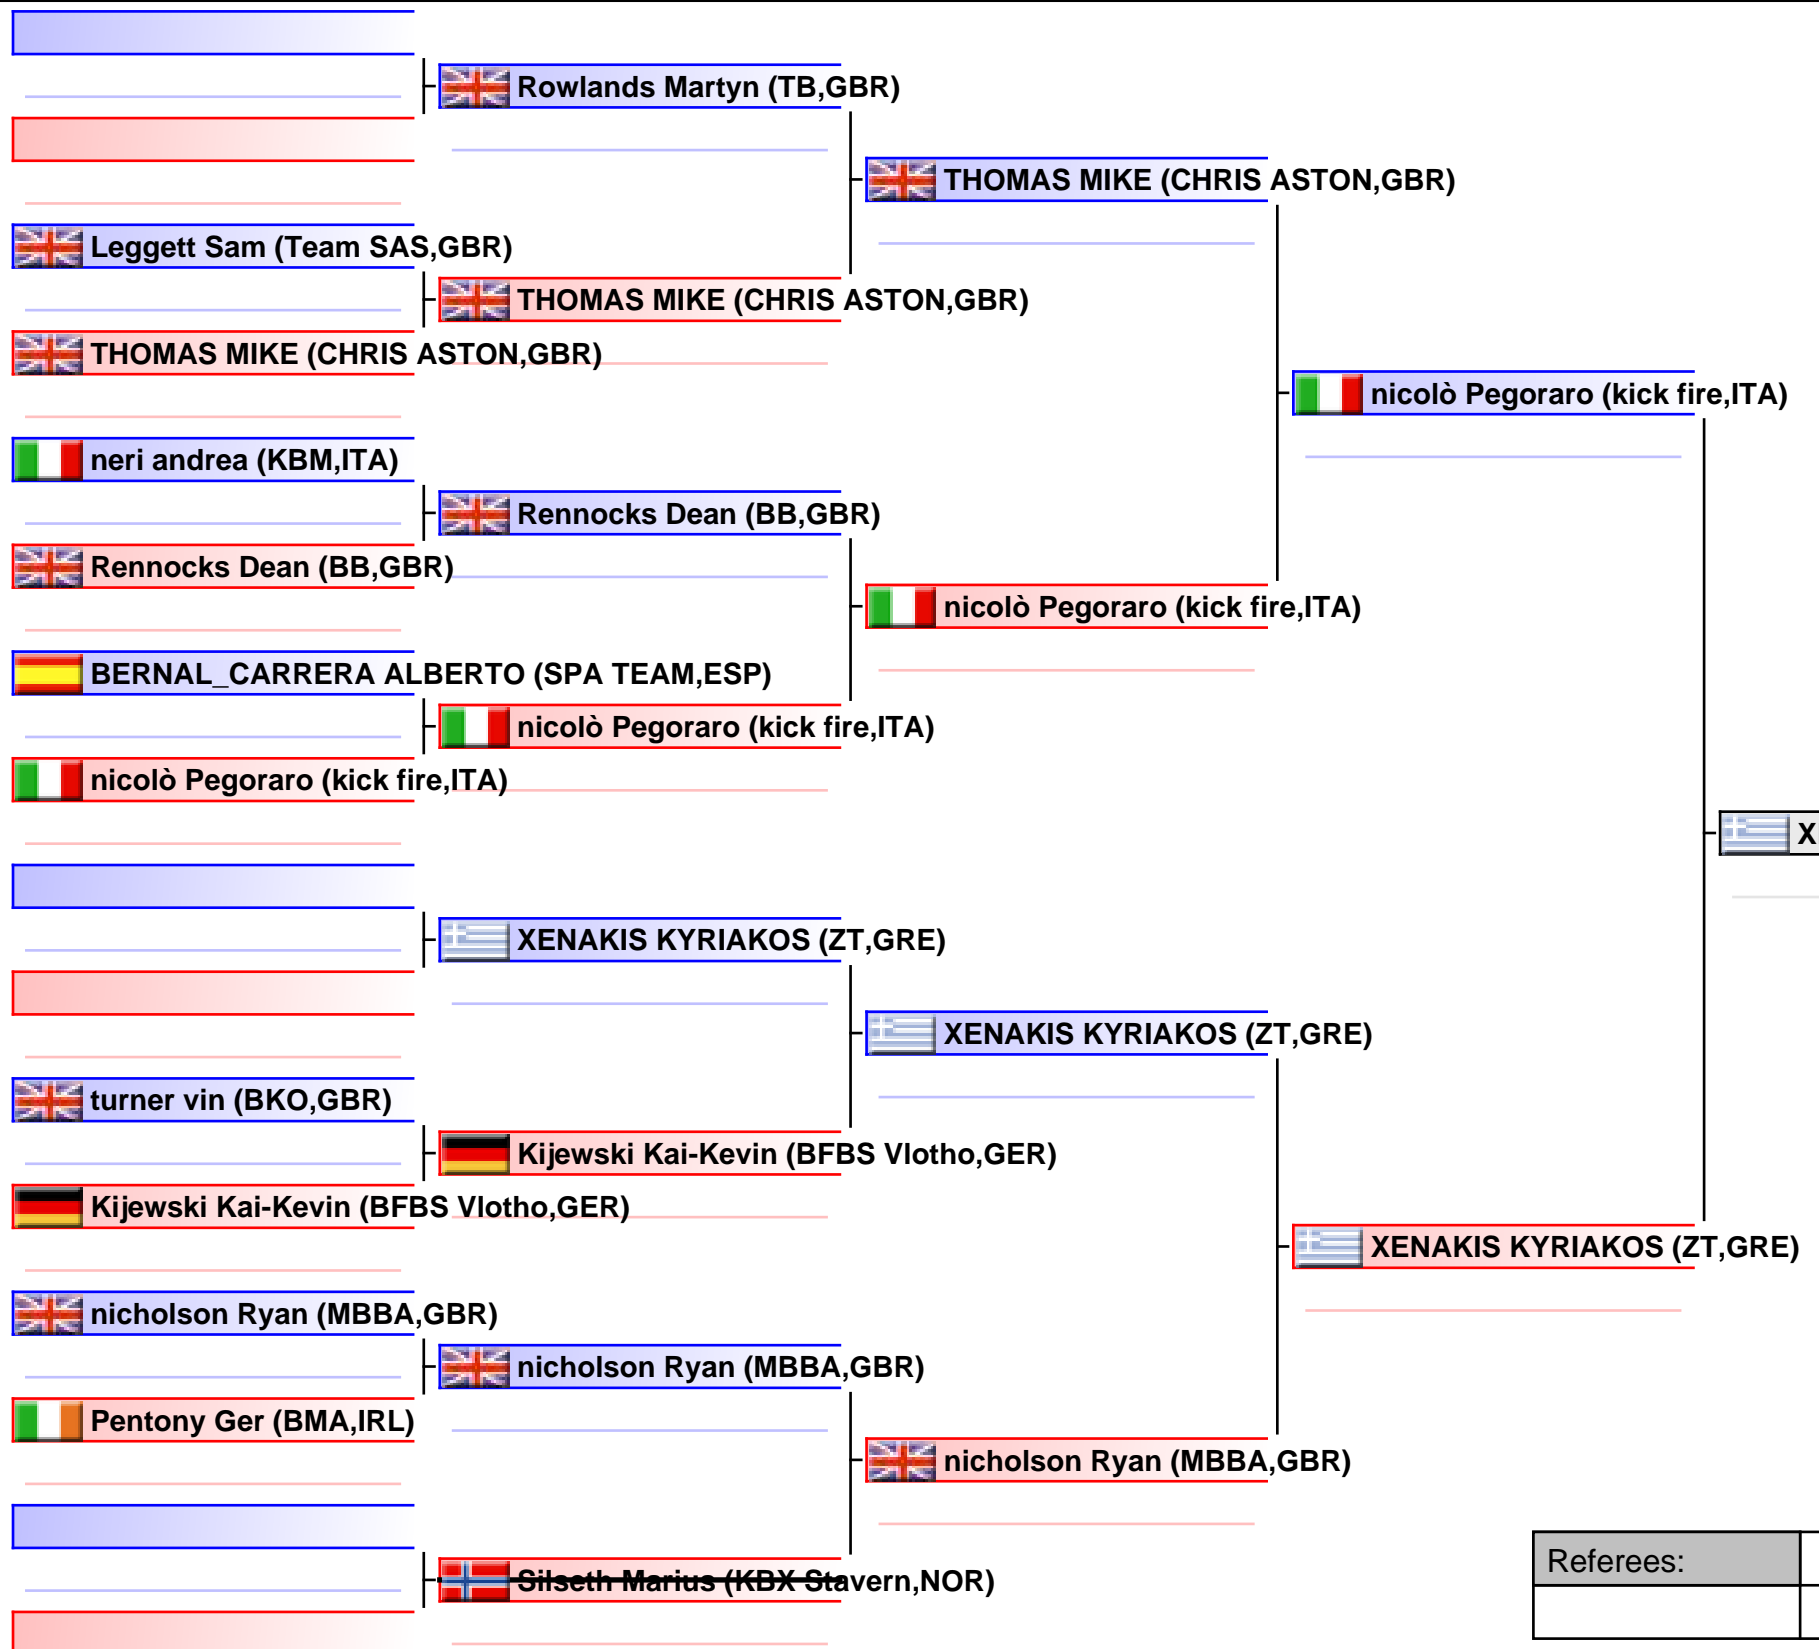 Rowlands Martyn (TB,GBR)
THOMAS MIKE (CHRIS ASTON,GBR)
Leggett Sam (Team SAS,GBR)
THOMAS MIKE (CHRIS ASTON,GBR)
THOMAS MIKE (CHRIS ASTON,GBR)
nicolò Pegoraro (kick fire,ITA)
neri andrea (KBM,ITA)
Rennocks Dean (BB,GBR)
Rennocks Dean (BB,GBR)
nicolò Pegoraro (kick fire,ITA)
BERNAL_CARRERA ALBERTO (SPA TEAM,ESP)
nicolò Pegoraro (kick fire,ITA)
nicolò Pegoraro (kick fire,ITA)
X
XENAKIS KYRIAKOS (ZT,GRE)
XENAKIS KYRIAKOS (ZT,GRE)
turner vin (BKO,GBR)
Kijewski Kai-Kevin (BFBS Vlotho,GER)
Kijewski Kai-Kevin (BFBS Vlotho,GER)
XENAKIS KYRIAKOS (ZT,GRE)
nicholson Ryan (MBBA,GBR)
nicholson Ryan (MBBA,GBR)
Pentony Ger (BMA,IRL)
nicholson Ryan (MBBA,GBR)
Referees:
Silseth Marius (KBX Stavern,NOR)